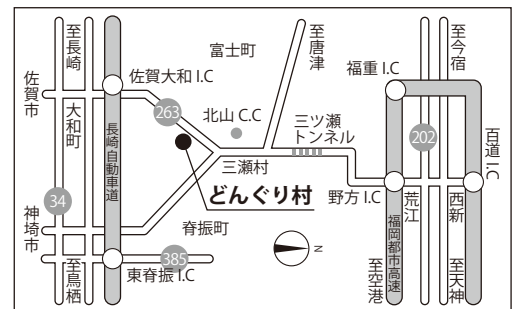 至長崎
佐賀市
大和町
佐賀大和 I.C
263
長崎自動車道
34
神埼市
至鳥栖
東脊振 I.C
385
富士町
北山 C.C
至唐津
三ツ瀬
トンネル
三瀬村
どんぐり村
脊振町
N
福重 I.C
至今宿
202
百道 I.C
野方 I.C
荒江
西新
福岡都市高速
至空港
至天神